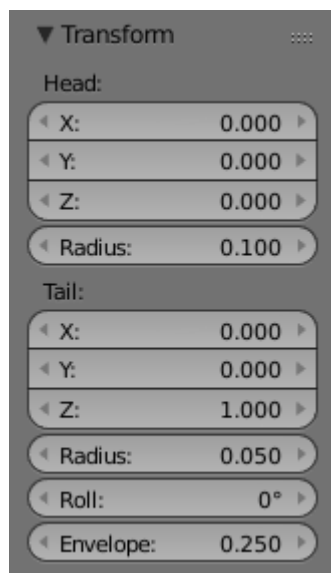 Transform
Head:
X: 0.000
Y: 0.000
Z: 0.000
Radius: 0.100
Tail:
X: 0.000
Y: 0.000
Z: 1.000
Radius: 0.050
Roll: 0°
Envelope: 0.250